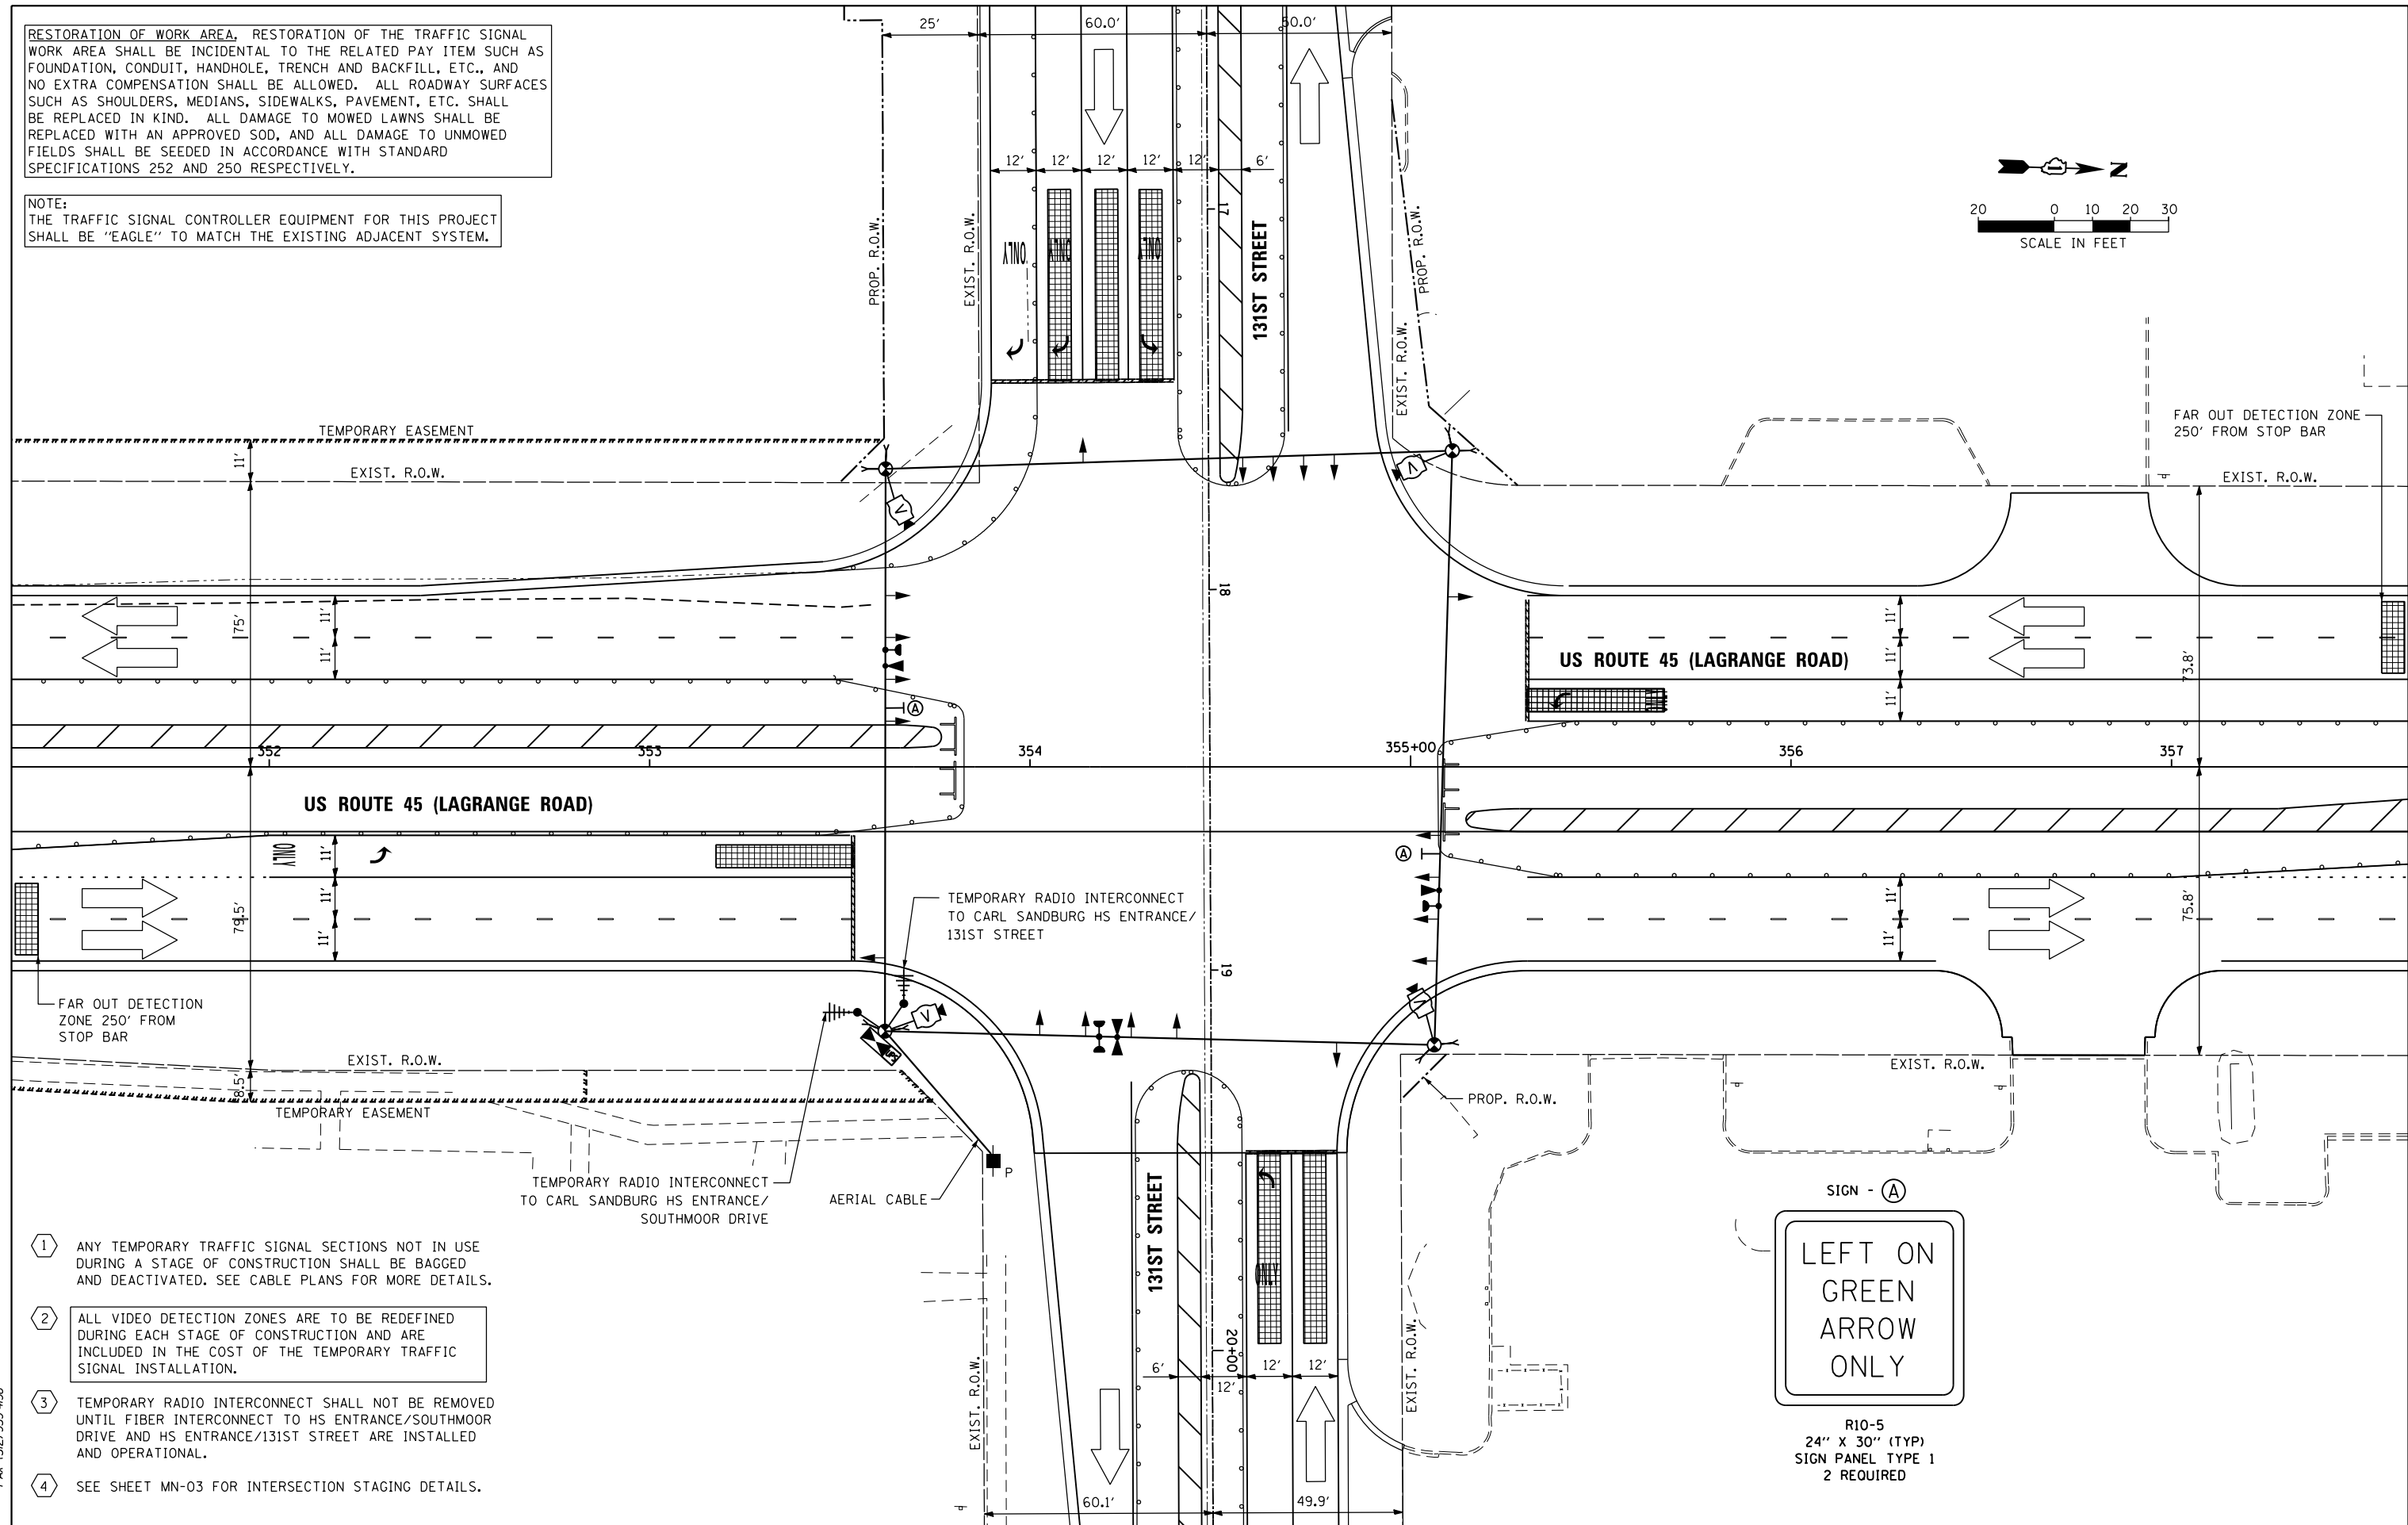 RESTORATION OF WORK AREA. RESTORATION OF THE TRAFFIC SIGNAL
WORK AREA SHALL BE INCIDENTAL TO THE RELATED PAY ITEM SUCH AS
FOUNDATION, CONDUIT, HANDHOLE, TRENCH AND BACKFILL, ETC., AND
NO EXTRA COMPENSATION SHALL BE ALLOWED. ALL ROADWAY SURFACES
SUCH AS SHOULDERS, MEDIANS, SIDEWALKS, PAVEMENT, ETC. SHALL
BE REPLACED IN KIND. ALL DAMAGE TO MOWED LAWNS SHALL BE
REPLACED WITH AN APPROVED SOD, AND ALL DAMAGE TO UNMOWED
FIELDS SHALL BE SEEDED IN ACCORDANCE WITH STANDARD
SPECIFICATIONS 252 AND 250 RESPECTIVELY.
NOTE:
THE TRAFFIC SIGNAL CONTROLLER EQUIPMENT FOR THIS PROJECT
SHALL BE "EAGLE" TO MATCH THE EXISTING ADJACENT SYSTEM.
25'
60.0'
50.0'
12'
12'
12'
12'
12'
6'
PROP. R.O.W.
EXIST. R.O.W.
ONLY
ONLY
ONLY
17
131ST STREET
EXIST. R.O.W.
PROP. R.O.W.
N
20 0 10 20 30
SCALE IN FEET
TEMPORARY EASEMENT
11'
EXIST. R.O.W.
V
V
FAR OUT DETECTION ZONE
250' FROM STOP BAR
EXIST. R.O.W.
18
75'
11'
11'
A
US ROUTE 45 (LAGRANGE ROAD)
11'
11'
11'
73.8'
352
353
354
355+00
356
357
US ROUTE 45 (LAGRANGE ROAD)
ONLY
11'
11'
11'
79.5'
A
11'
11'
75.8'
TEMPORARY RADIO INTERCONNECT
TO CARL SANDBURG HS ENTRANCE/
131ST STREET
19
FAR OUT DETECTION
ZONE 250' FROM
STOP BAR
V
V
EXIST. R.O.W.
8.5'
TEMPORARY EASEMENT
EXIST. R.O.W.
PROP. R.O.W.
P
TEMPORARY RADIO INTERCONNECT
TO CARL SANDBURG HS ENTRANCE/
SOUTHMOOR DRIVE
AERIAL CABLE
131ST STREET
ONLY
20+00
6'
12'
12'
12'
EXIST. R.O.W.
EXIST. R.O.W.
60.1'
49.9'
1 ANY TEMPORARY TRAFFIC SIGNAL SECTIONS NOT IN USE
DURING A STAGE OF CONSTRUCTION SHALL BE BAGGED
AND DEACTIVATED. SEE CABLE PLANS FOR MORE DETAILS.
2 ALL VIDEO DETECTION ZONES ARE TO BE REDEFINED
DURING EACH STAGE OF CONSTRUCTION AND ARE
INCLUDED IN THE COST OF THE TEMPORARY TRAFFIC
SIGNAL INSTALLATION.
3 TEMPORARY RADIO INTERCONNECT SHALL NOT BE REMOVED
UNTIL FIBER INTERCONNECT TO HS ENTRANCE/SOUTHMOOR
DRIVE AND HS ENTRANCE/131ST STREET ARE INSTALLED
AND OPERATIONAL.
4 SEE SHEET MN-03 FOR INTERSECTION STAGING DETAILS.
SIGN - A
LEFT ON
GREEN
ARROW
ONLY
R10-5
24" X 30" (TYP)
SIGN PANEL TYPE 1
2 REQUIRED